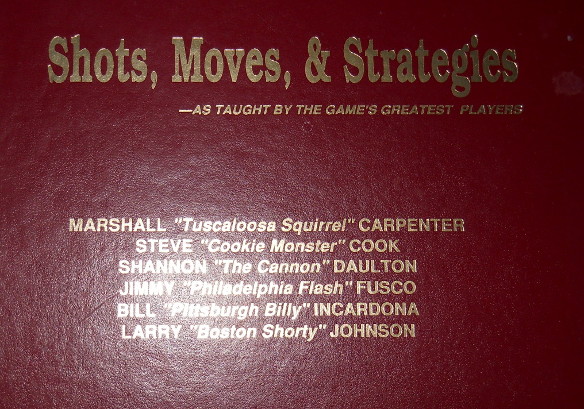 Shots, Moves, & Strategies
—AS TAUGHT BY THE GAME'S GREATEST PLAYERS
MARSHALL "Tuscaloosa Squirrel" CARPENTER
STEVE "Cookie Monster" COOK
SHANNON "The Cannon" DAULTON
JIMMY "Philadelphia Flash" FUSCO
BILL "Pittsburgh Billy" INCARDONA
LARRY "Boston Shorty" JOHNSON